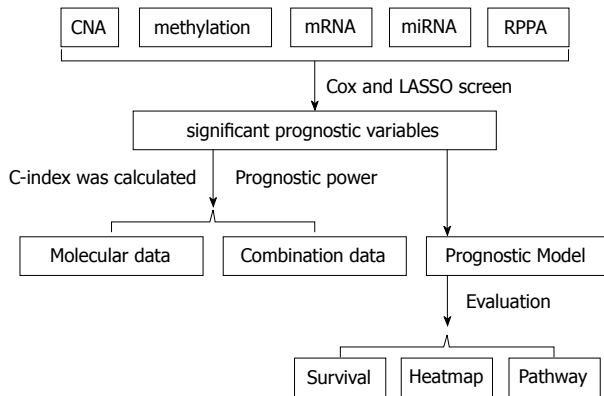 CNA
methylation
mRNA
miRNA
RPPA
Cox and LASSO screen
significant prognostic variables
C-index was calculated
Prognostic power
Molecular data
Combination data
Prognostic Model
Evaluation
Survival
Heatmap
Pathway